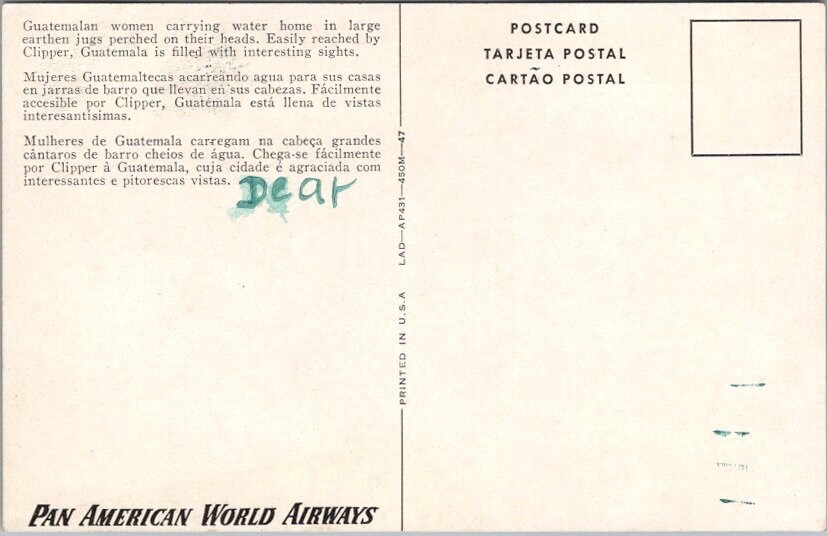 Guatemalan women carrying water home in large
earthen jugs perched on their heads. Easily reached by
Clipper, Guatemala is filled with interesting sights.
Mujeres Guatemaltecas acarreando agua para sus casas
en jarras de barro que llevan en sus cabezas. Fácilmente
accesible por Clipper, Guatemala está llena de vistas
interesantísimas.
Mulheres de Guatemala carregam na cabeça grandes
cântaros de barro cheios de água. Chega-se fácilmente
por Clipper à Guatemala, cuja cidade é agraciada com
interessantes e pitorescas vistas.
Dear
PAN AMERICAN WORLD AIRWAYS
PRINTED IN U.S.A LAD—AP431—450M—47
POSTCARD
TARJETA POSTAL
CARTÃO POSTAL